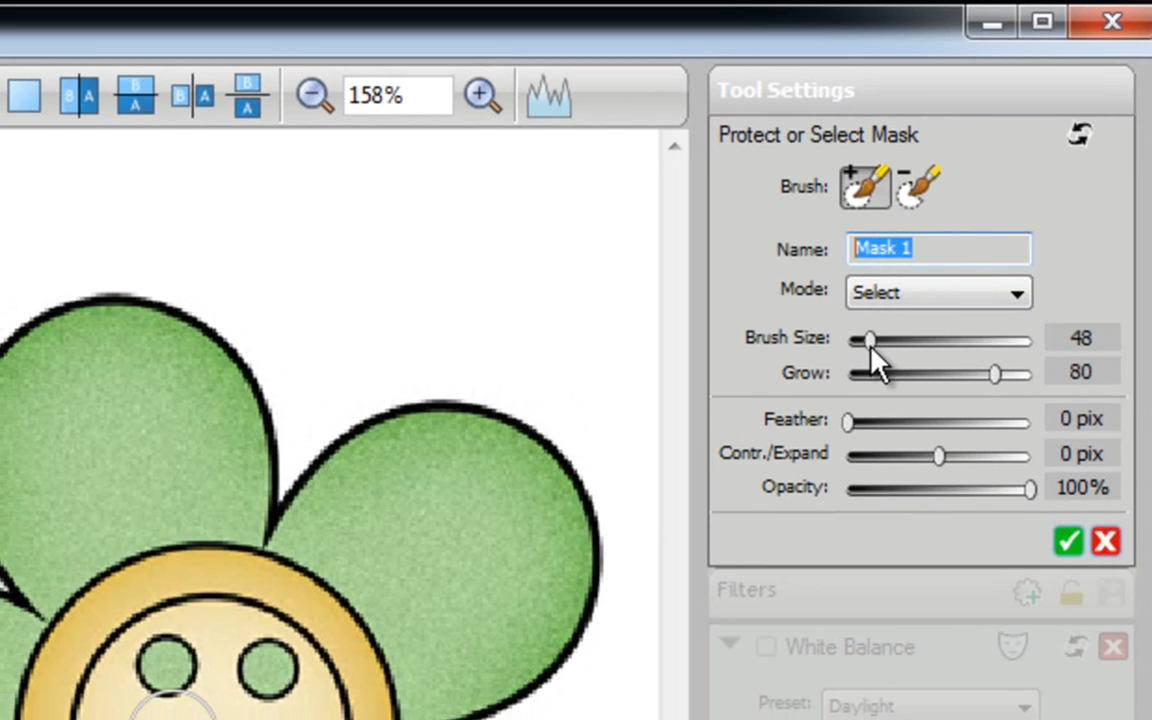 B A
B
A
B A
B
A
158%
Tool Settings
Protect or Select Mask
Brush:
Name: Mask 1
Mode: Select
Brush Size: 48
Grow: 80
Feather: 0 pix
Contr./Expand 0 pix
Opacity: 100%
Filters
White Balance
Preset: Daylight